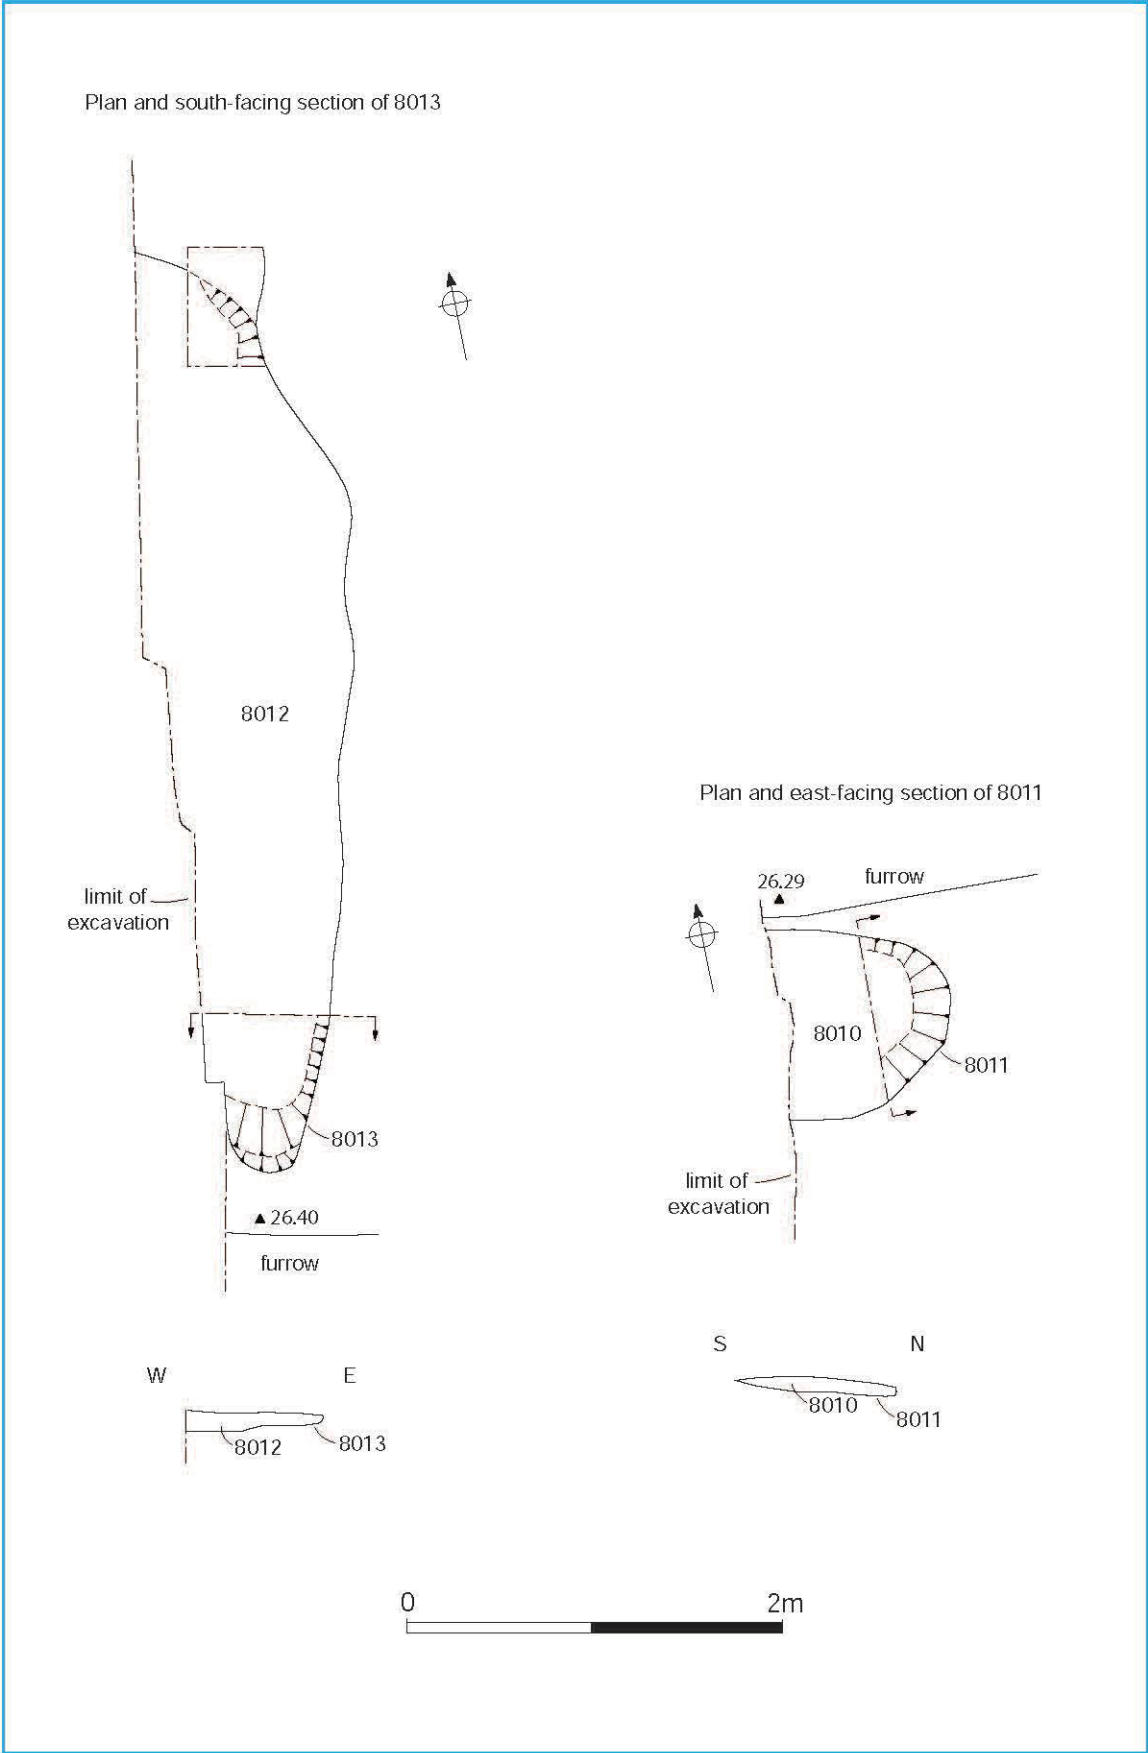 Plan and south-facing section of 8013
8012
limit of
excavation
8013
▲ 26.40
furrow
W E
8012
8013
Plan and east-facing section of 8011
26.29
▲
furrow
8010
8011
limit of
excavation
S N
8010
8011
0 2m